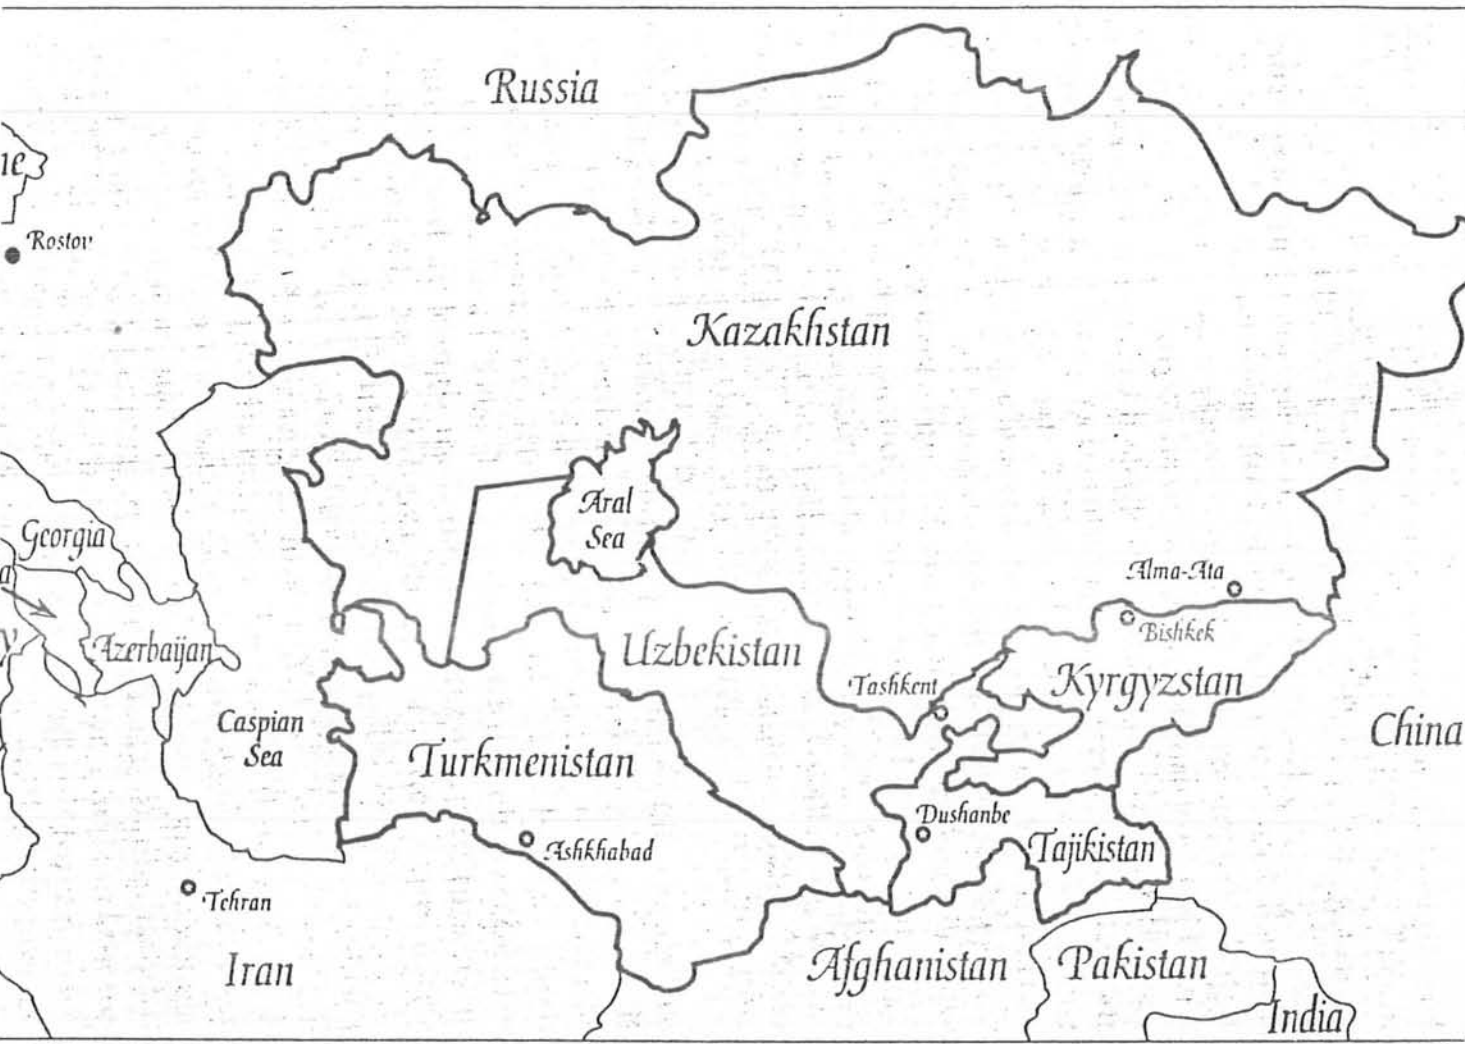 Russia
ne
Rostov
Kazakhstan
Aral
Sea
Georgia
a
Alma-Ata
Bishkek
y
Azerbaijan
Uzbekistan
Tashkent
Kyrgyzstan
Caspian
Sea
China
Turkmenistan
Dushanbe
Ashkhabad
Tajikistan
Tehran
Iran
Afghanistan
Pakistan
India